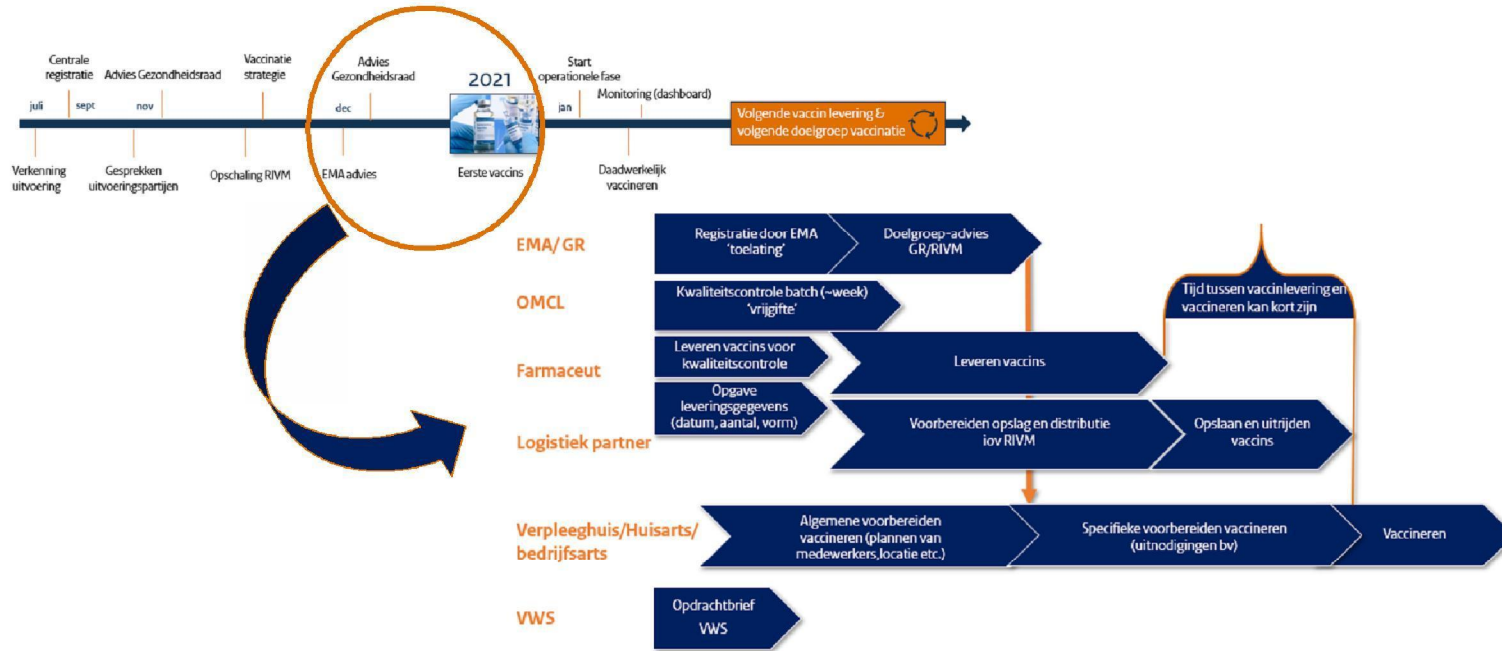 Centrale
registratie
Advies Gezondheidsraad
Vaccinatie
strategie
Advies
Gezondheidsraad
2021
Start
operationele fase
Monitoring (dashboard)
juli
sept
nov
dec
jan
Volgende vaccin levering &
volgende doelgroep vaccinatie
Verkenning
uitvoering
Gesprekken
uitvoeringspartijen
Opschaling RIVM
EMA advies
Eerste vaccins
Daadwerkelijk
vaccineren
EMA/ GR
Registratie door EMA
'toelating'
Doelgroep-advies
GR/RIVM
Tijd tussen vaccinlevering en
vaccineren kan kort zijn
OMCL
Kwaliteitscontrole batch (~week)
'vrijgifte'
Farmaceut
Leveren vaccins voor
kwaliteitscontrole
Leveren vaccins
Opgave
leveringsgegevens
(datum, aantal, vorm)
Logistiek partner
Voorbereiden opslag en distributie
iov RIVM
Opslaan en uitrijden
vaccins
Verpleeghuis/Huisarts/
bedrijfsarts
Algemene voorbereiden
vaccineren (plannen van
medewerkers,locatie etc.)
Specifieke voorbereiden vaccineren
(uitnodigingen bv)
Vaccineren
VWS
Opdrachtbrief
VWS